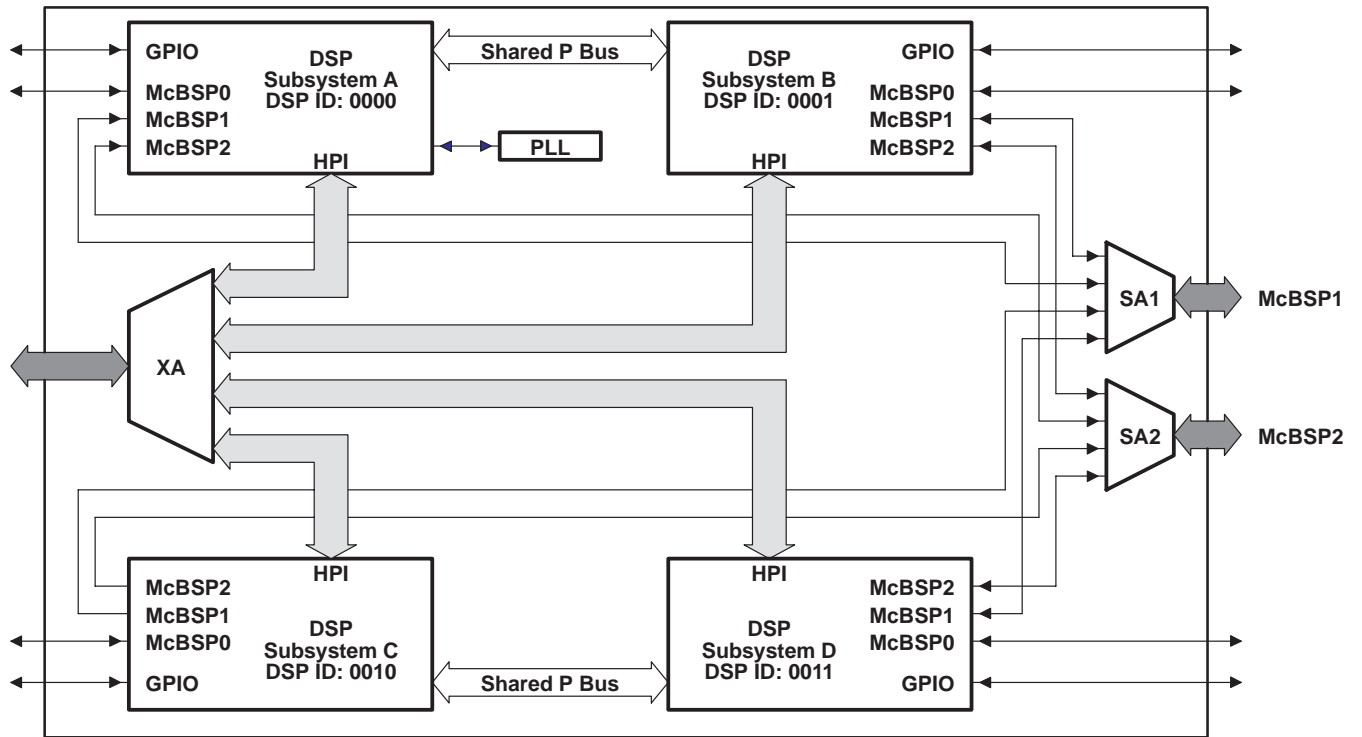 GPIO
McBSP0
McBSP1
McBSP2
DSP
Subsystem A
DSP ID: 0000
HPI
Shared P Bus
PLL
DSP
Subsystem B
DSP ID: 0001
HPI
GPIO
McBSP0
McBSP1
McBSP2
XA
SA1
McBSP1
SA2
McBSP2
HPI
McBSP2
McBSP1
McBSP0
GPIO
DSP
Subsystem C
DSP ID: 0010
Shared P Bus
HPI
DSP
Subsystem D
DSP ID: 0011
McBSP2
McBSP1
McBSP0
GPIO